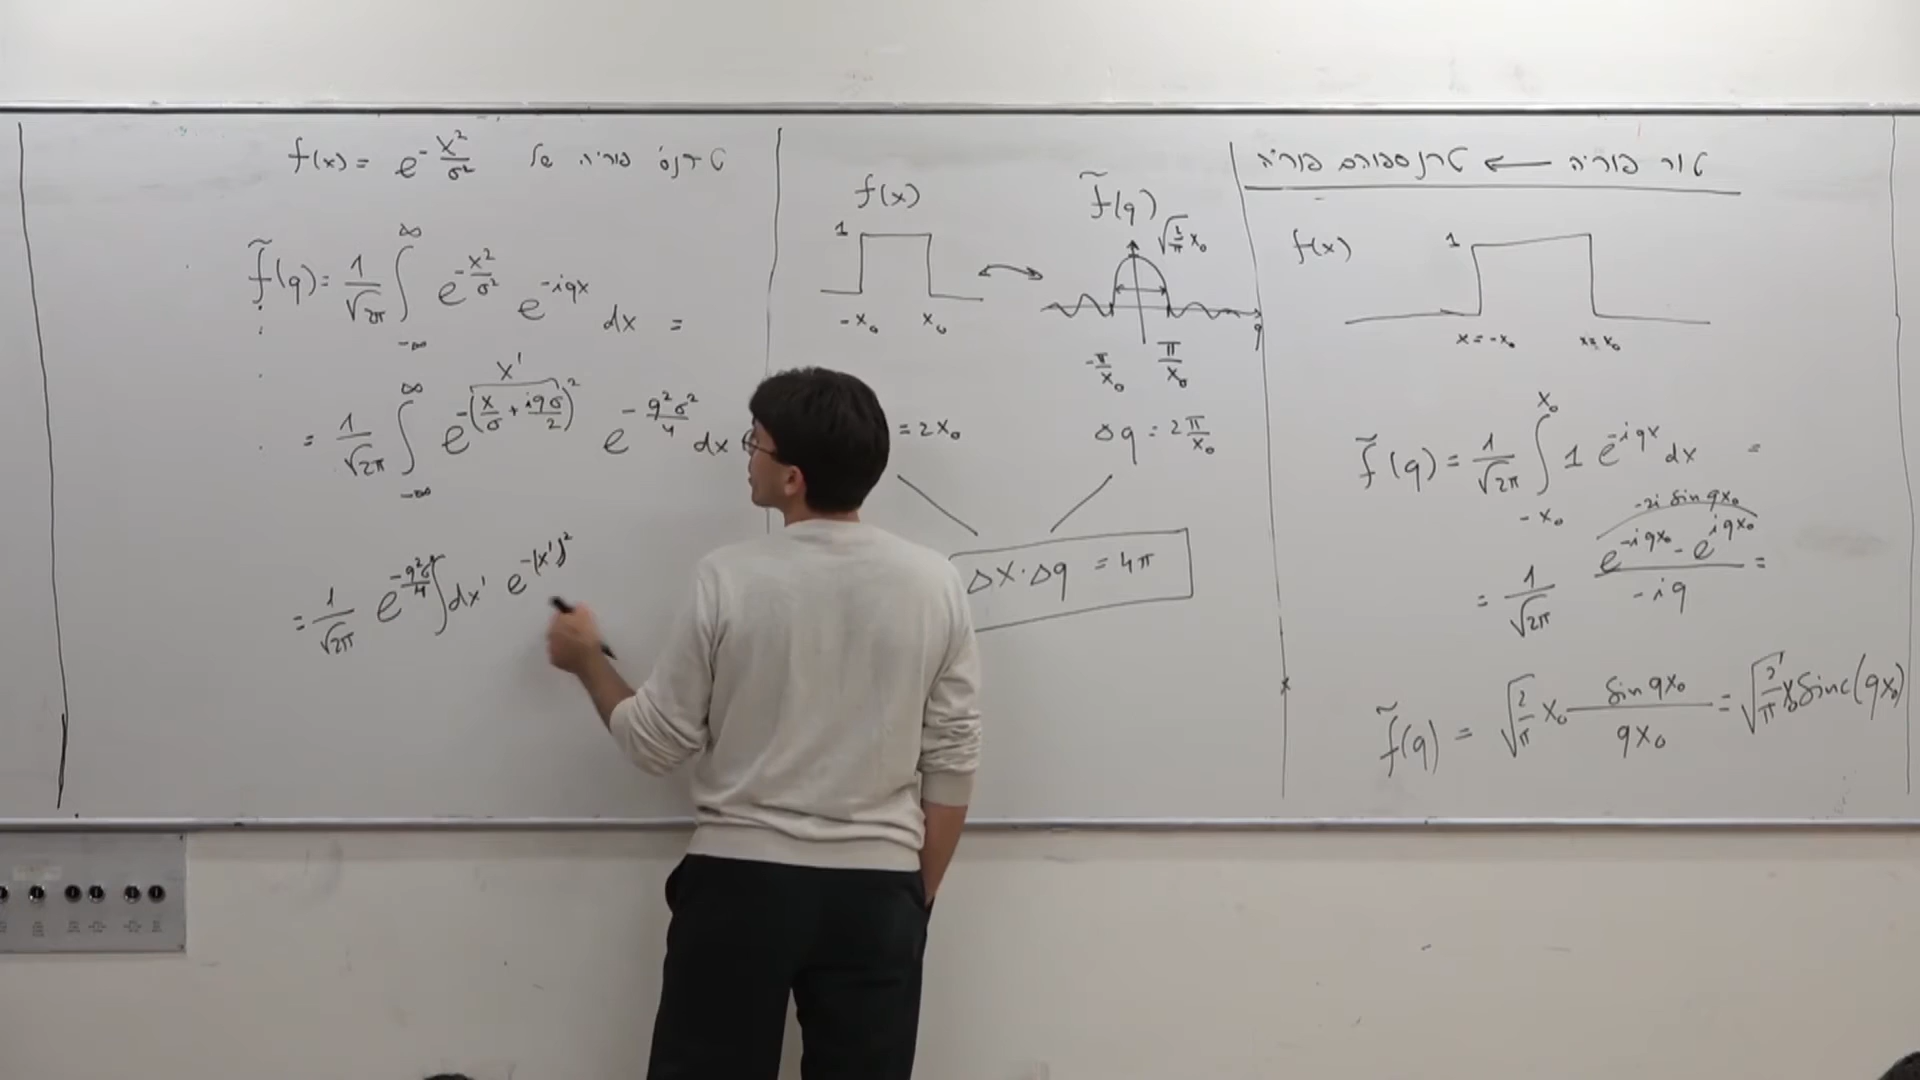 טור פוריה ⟵ טרנספורם פוריה
f(x)
1
x=-x₀ x=x₀
f̃(q) = 1/√2π ∫_{-x₀}^{x₀} 1 e^{-iqx} dx =
-2i sin qx₀
= 1/√2π (e^{-iqx₀} - e^{iqx₀})/(-iq) =
f̃(q) = √(2/π) x₀ (sin qx₀)/(qx₀) = √(2/π) x₀ sinc(qx₀)
f(x) f̃(q)
1 √(2/π) x₀
q
-x₀ x₀ -π/x₀ π/x₀
= 2x₀ Δq = 2π/x₀
Δx·Δq = 4π
טרנס' פוריה של f(x) = e^{-x²/σ²}
f̃(q) = 1/√2π ∫_{-∞}^{∞} e^{-x²/σ²} e^{-iqx} dx =
x'
= 1/√2π ∫_{-∞}^{∞} e^{-(x/σ + iqσ/2)²} e^{-q²σ²/4} dx
= 1/√2π e^{-q²σ²/4} ∫ dx' e^{-(x')²}